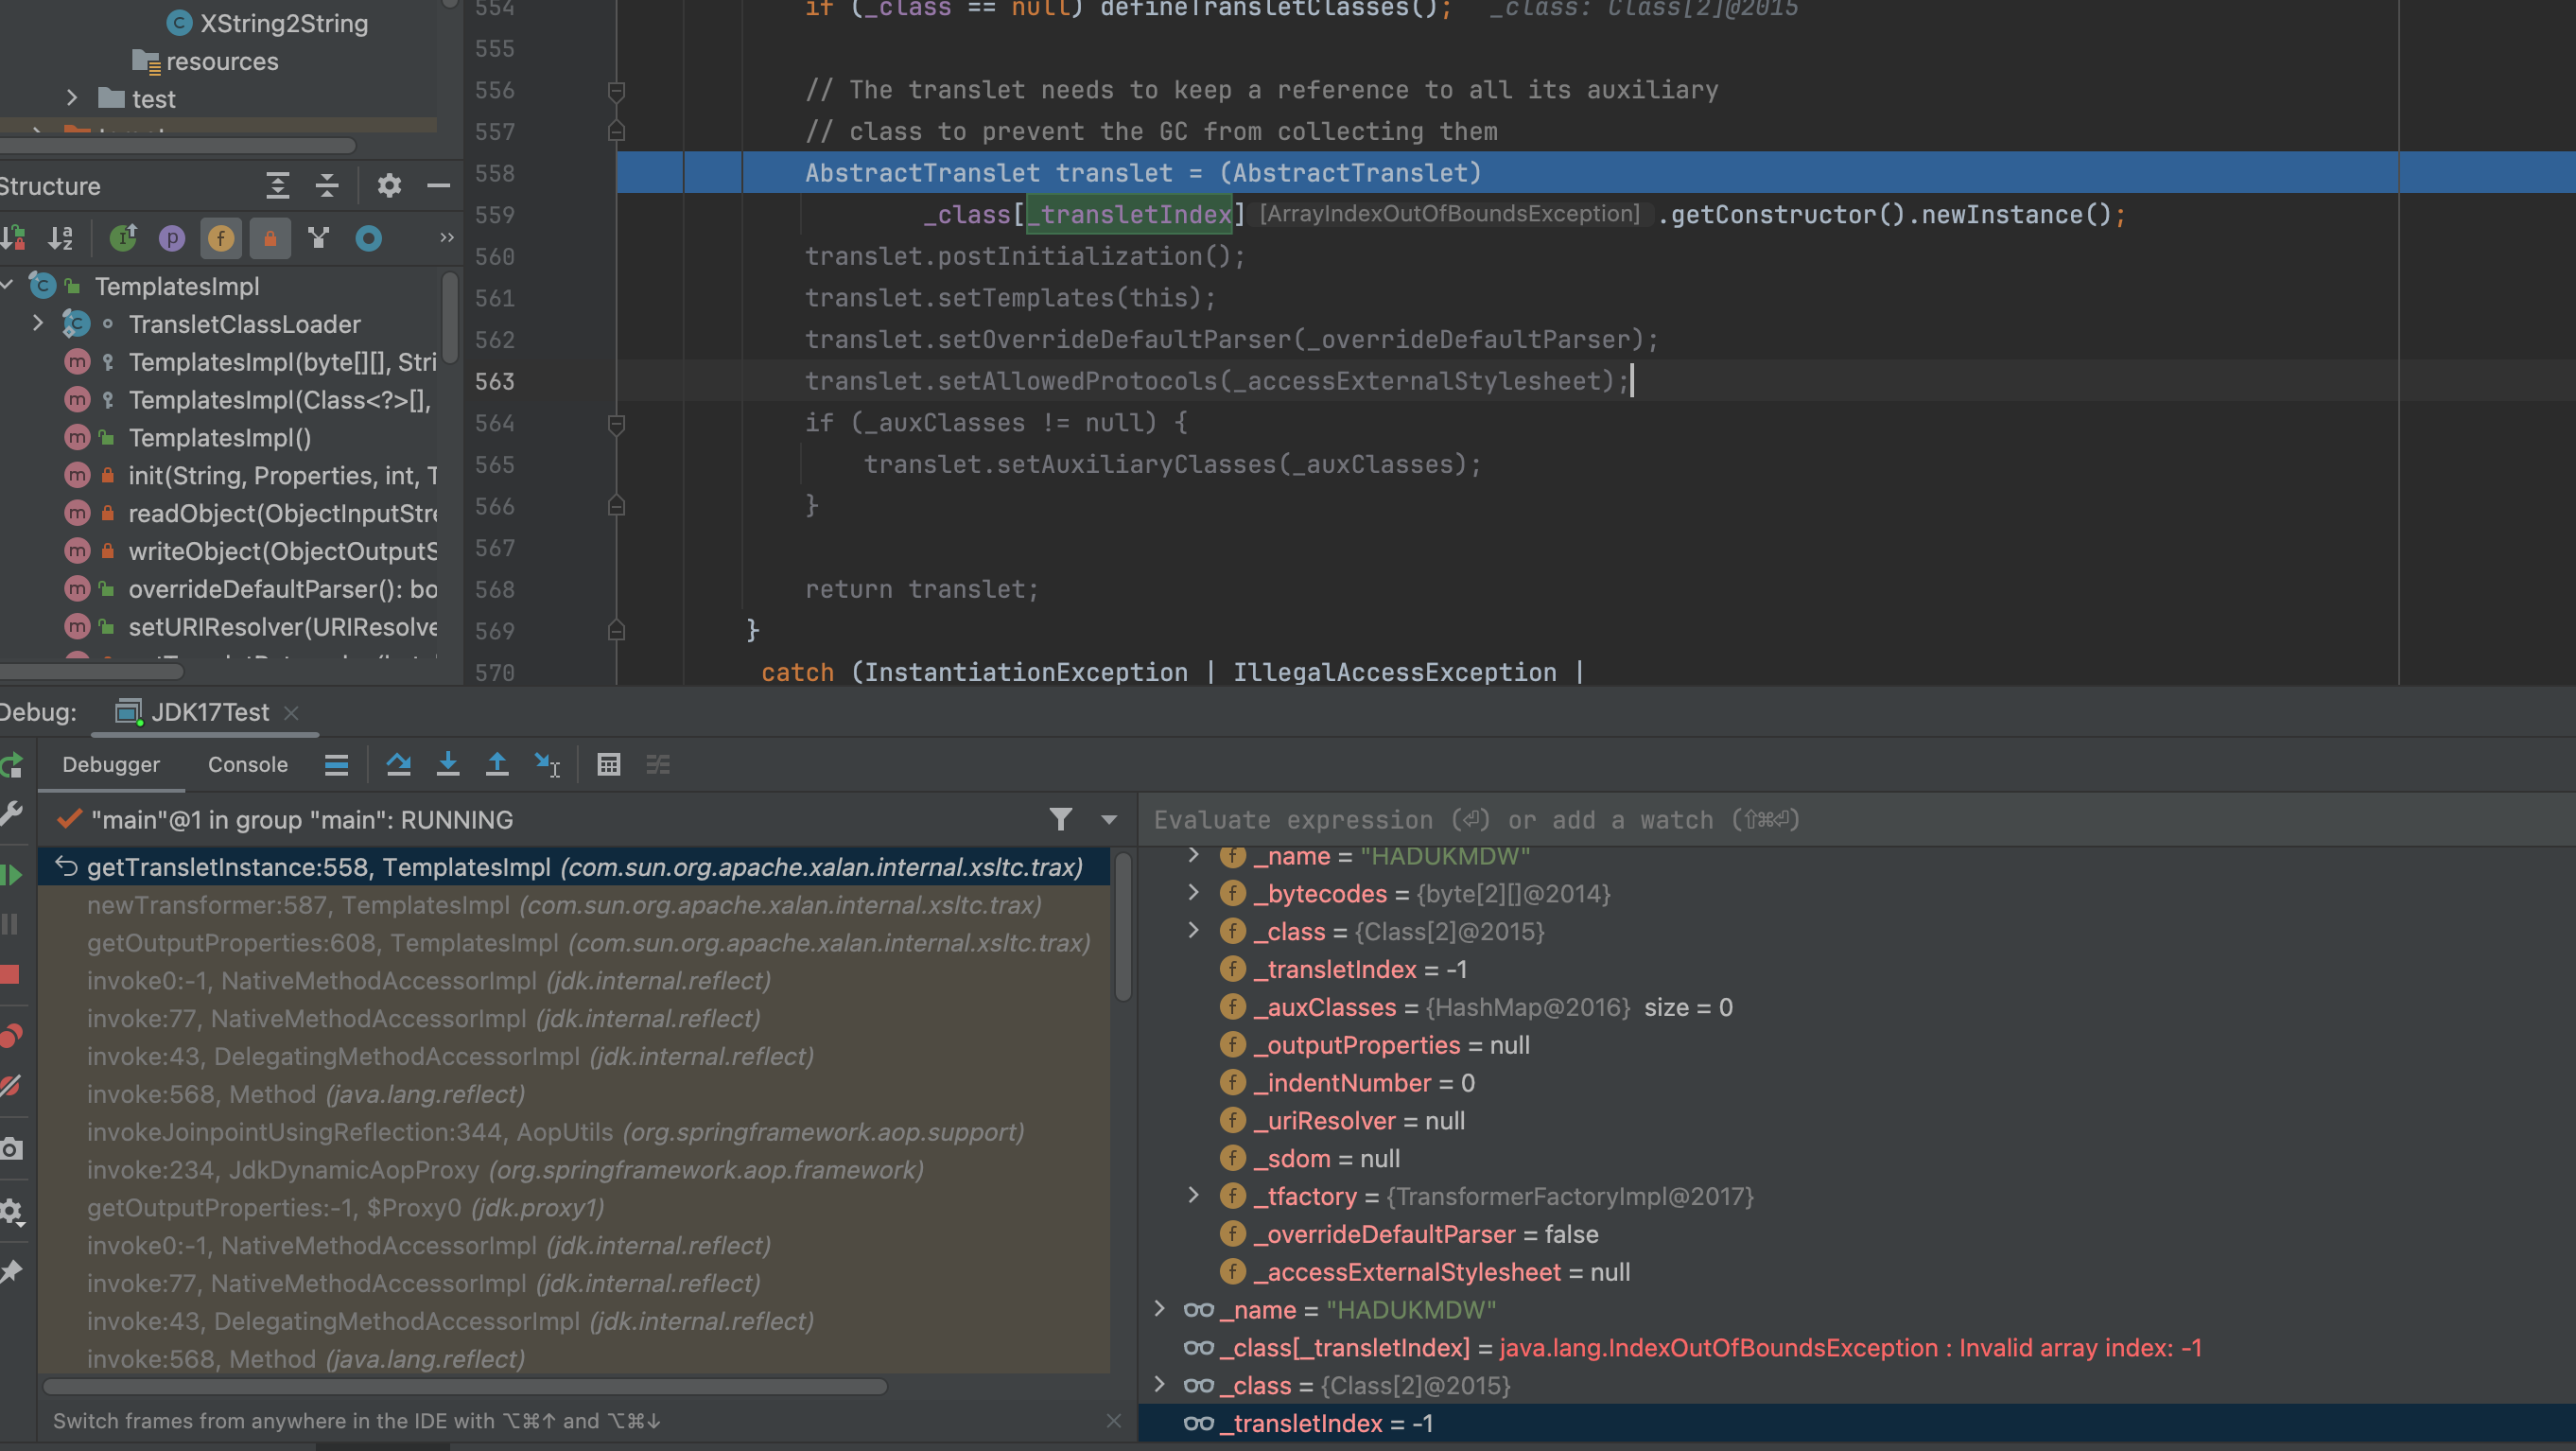 XString2String
resources
test
Structure
TemplatesImpl
TransletClassLoader
TemplatesImpl(byte[][], Stri
TemplatesImpl(Class<?>[],
TemplatesImpl()
init(String, Properties, int, T
readObject(ObjectInputStre
writeObject(ObjectOutputS
overrideDefaultParser(): bo
setURIResolver(URIResolve
554 if (_class == null) defineTransletClasses(); _class: Class[2]@2015
555
556 // The translet needs to keep a reference to all its auxiliary
557 // class to prevent the GC from collecting them
558 AbstractTranslet translet = (AbstractTranslet)
559 _class[_transletIndex] [ArrayIndexOutOfBoundsException] .getConstructor().newInstance();
560 translet.postInitialization();
561 translet.setTemplates(this);
562 translet.setOverrideDefaultParser(_overrideDefaultParser);
563 translet.setAllowedProtocols(_accessExternalStylesheet);
564 if (_auxClasses != null) {
565 translet.setAuxiliaryClasses(_auxClasses);
566 }
567
568 return translet;
569 }
570 catch (InstantiationException | IllegalAccessException |
Debug: JDK17Test
Debugger Console
"main"@1 in group "main": RUNNING
getTransletInstance:558, TemplatesImpl (com.sun.org.apache.xalan.internal.xsltc.trax)
newTransformer:587, TemplatesImpl (com.sun.org.apache.xalan.internal.xsltc.trax)
getOutputProperties:608, TemplatesImpl (com.sun.org.apache.xalan.internal.xsltc.trax)
invoke0:-1, NativeMethodAccessorImpl (jdk.internal.reflect)
invoke:77, NativeMethodAccessorImpl (jdk.internal.reflect)
invoke:43, DelegatingMethodAccessorImpl (jdk.internal.reflect)
invoke:568, Method (java.lang.reflect)
invokeJoinpointUsingReflection:344, AopUtils (org.springframework.aop.support)
invoke:234, JdkDynamicAopProxy (org.springframework.aop.framework)
getOutputProperties:-1, $Proxy0 (jdk.proxy1)
invoke0:-1, NativeMethodAccessorImpl (jdk.internal.reflect)
invoke:77, NativeMethodAccessorImpl (jdk.internal.reflect)
invoke:43, DelegatingMethodAccessorImpl (jdk.internal.reflect)
invoke:568, Method (java.lang.reflect)
Switch frames from anywhere in the IDE with ⌥⌘↑ and ⌥⌘↓
Evaluate expression (⏎) or add a watch (⇧⌘⏎)
_name = "HADUKMDW"
_bytecodes = {byte[2][]@2014}
_class = {Class[2]@2015}
_transletIndex = -1
_auxClasses = {HashMap@2016} size = 0
_outputProperties = null
_indentNumber = 0
_uriResolver = null
_sdom = null
_tfactory = {TransformerFactoryImpl@2017}
_overrideDefaultParser = false
_accessExternalStylesheet = null
_name = "HADUKMDW"
_class[_transletIndex] = java.lang.IndexOutOfBoundsException : Invalid array index: -1
_class = {Class[2]@2015}
_transletIndex = -1